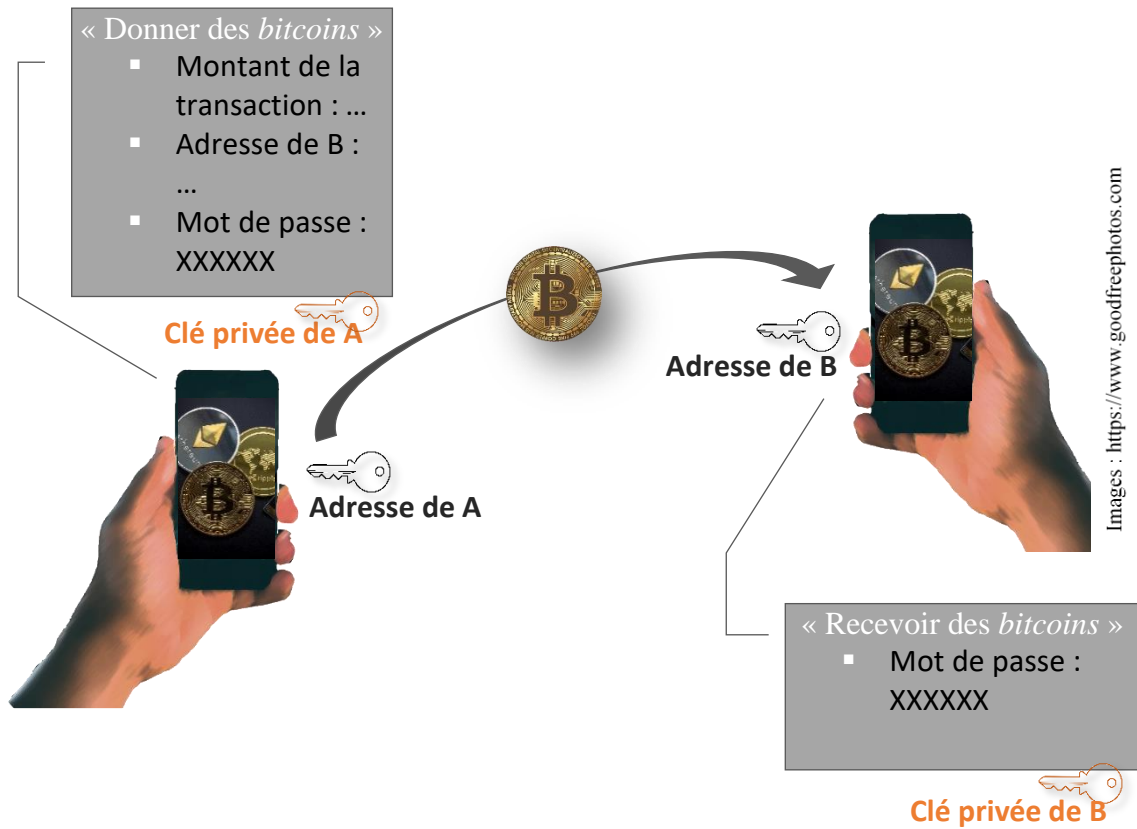 « Donner des bitcoins »
▪ Montant de la
transaction : …
▪ Adresse de B :
…
▪ Mot de passe :
XXXXXX
Clé privée de A
Adresse de A
Adresse de B
Images : https://www.goodfreephotos.com
« Recevoir des bitcoins »
▪ Mot de passe :
XXXXXX
Clé privée de B